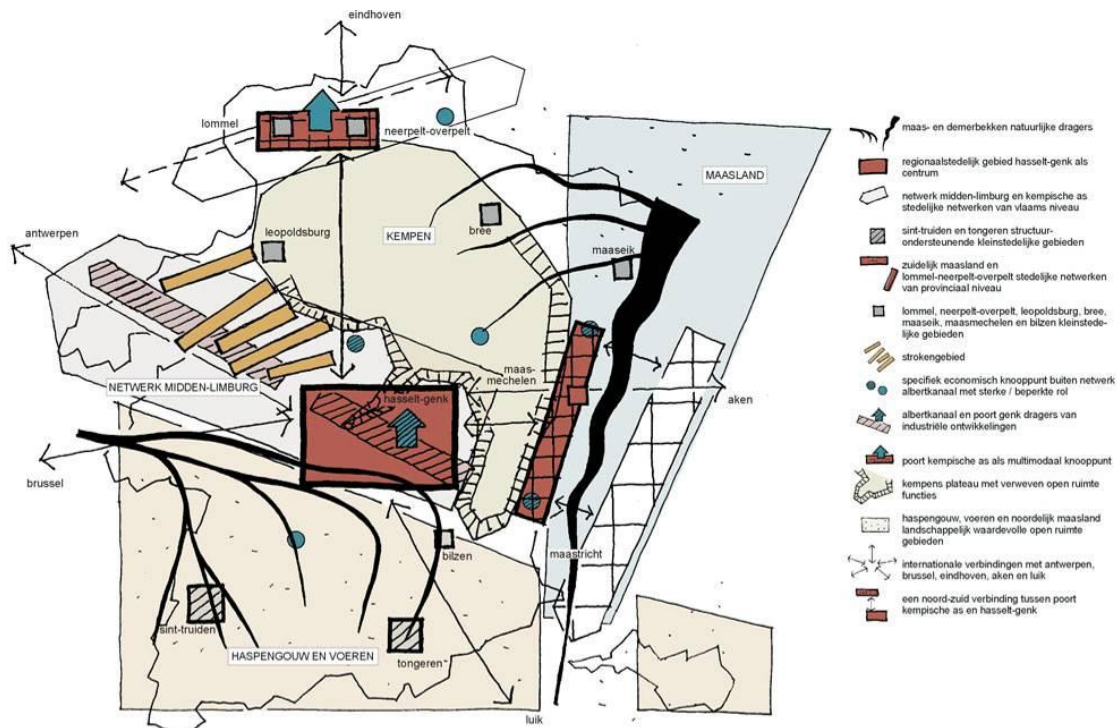 eindhoven
lommel
neerpelt-overpelt
MAASLAND
antwerpen
leopoldsburg
KEMPEN
bree
maaseik
NETWERK MIDDEN-LIMBURG
maas-
mechelen
hasselt-genk
aken
brussel
bilzen
maastricht
sint-truiden
HASPENGOUW EN VOEREN
tongeren
luik
maas- en demerbekken natuurlijke dragers
regionaalstedelijk gebied hasselt-genk als
centrum
netwerk midden-limburg en kempische as
stedelijke netwerken van vlaams niveau
sint-truiden en tongeren structuur-
ondersteunende kleinstedelijke gebieden
zuidelijk maasland en
lommel-neerpelt-overpelt stedelijke netwerken
van provinciaal niveau
lommel, neerpelt-overpelt, leopoldsburg, bree,
maaseik, maasmechelen en bilzen kleinstede-
lijke gebieden
strokengebied
specifiek economisch knooppunt buiten netwerk
albertkanaal met sterke / beperkte rol
albertkanaal en poort genk dragers van
industriële ontwikkelingen
poort kempische as als multimodaal knooppunt
kempens plateau met verweven open ruimte
functies
haspengouw, voeren en noordelijk maasland
landschappelijk waardevolle open ruimte
gebieden
internationale verbindingen met antwerpen,
brussel, eindhoven, aken en luik
een noord-zuid verbinding tussen poort
kempische as en hasselt-genk